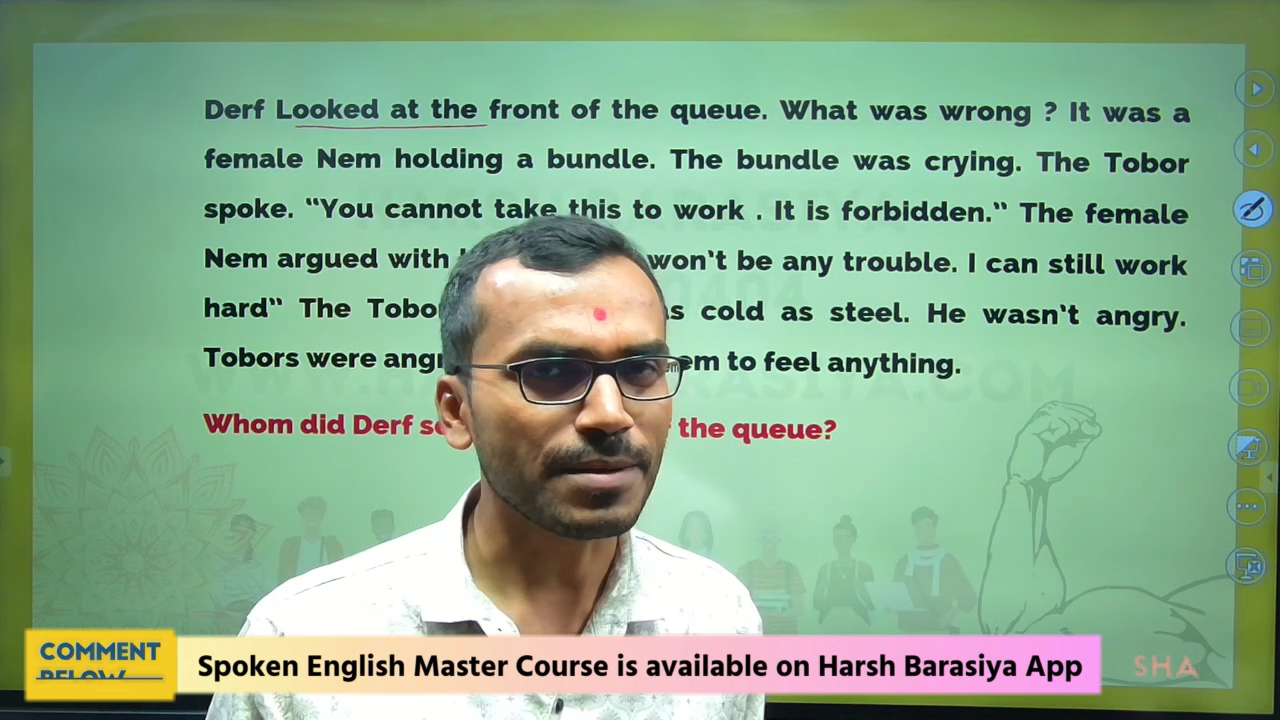 Derf Looked at the front of the queue. What was wrong ? It was a
female Nem holding a bundle. The bundle was crying. The Tobor
spoke. “You cannot take this to work . It is forbidden.” The female
Nem argued with won't be any trouble. I can still work
hard” The cold as steel. He wasn't angry.
Tobors were to feel anything.
Whom did Derf the queue?
COMMENT
BELOW
Spoken English Master Course is available on Harsh Barasiya App
SHA